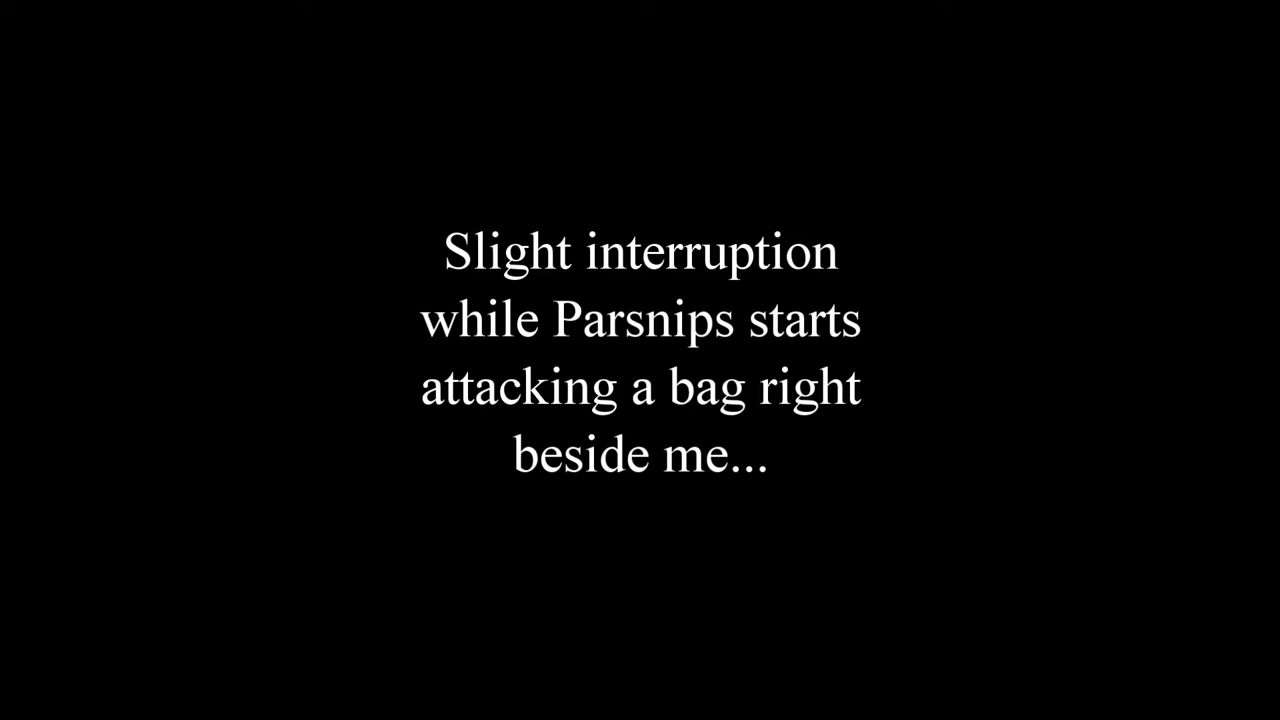 Slight interruption
while Parsnips starts
attacking a bag right
beside me...